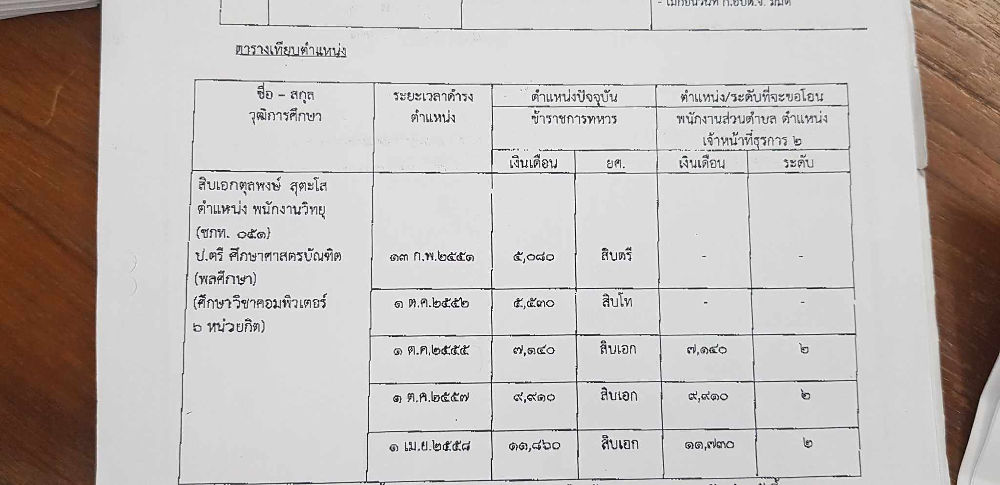 ตารางเทียบตำแหน่ง
ชื่อ – สกุล
วุฒิการศึกษา
ระยะเวลาดำรง
ตำแหน่ง
ตำแหน่งปัจจุบัน
ตำแหน่ง/ระดับที่จะขอโอน
ข้าราชการทหาร
พนักงานส่วนตำบล ตำแหน่ง
เจ้าหน้าที่ธุรการ ๒
เงินเดือน ยศ. เงินเดือน ระดับ
สิบเอกตุลพงษ์ สุตะโส
ตำแหน่ง พนักงานวิทยุ
(ชกท. ๐๕๑)
ป.ตรี ศึกษาศาสตรบัณฑิต ๑๓ ก.พ.๒๕๕๑ ๕,๐๘๐ สิบตรี - -
(พลศึกษา)
(ศึกษาวิชาคอมพิวเตอร์ ๑ ต.ค.๒๕๕๒ ๕,๕๓๐ สิบโท - -
๖ หน่วยกิต)
๑ ต.ค.๒๕๕๕ ๗,๑๔๐ สิบเอก ๗,๑๔๐ ๒
๑ ต.ค.๒๕๕๗ ๙,๙๑๐ สิบเอก ๙,๙๑๐ ๒
๑ เม.ย.๒๕๕๘ ๑๑,๘๖๐ สิบเอก ๑๑,๗๓๐ ๒